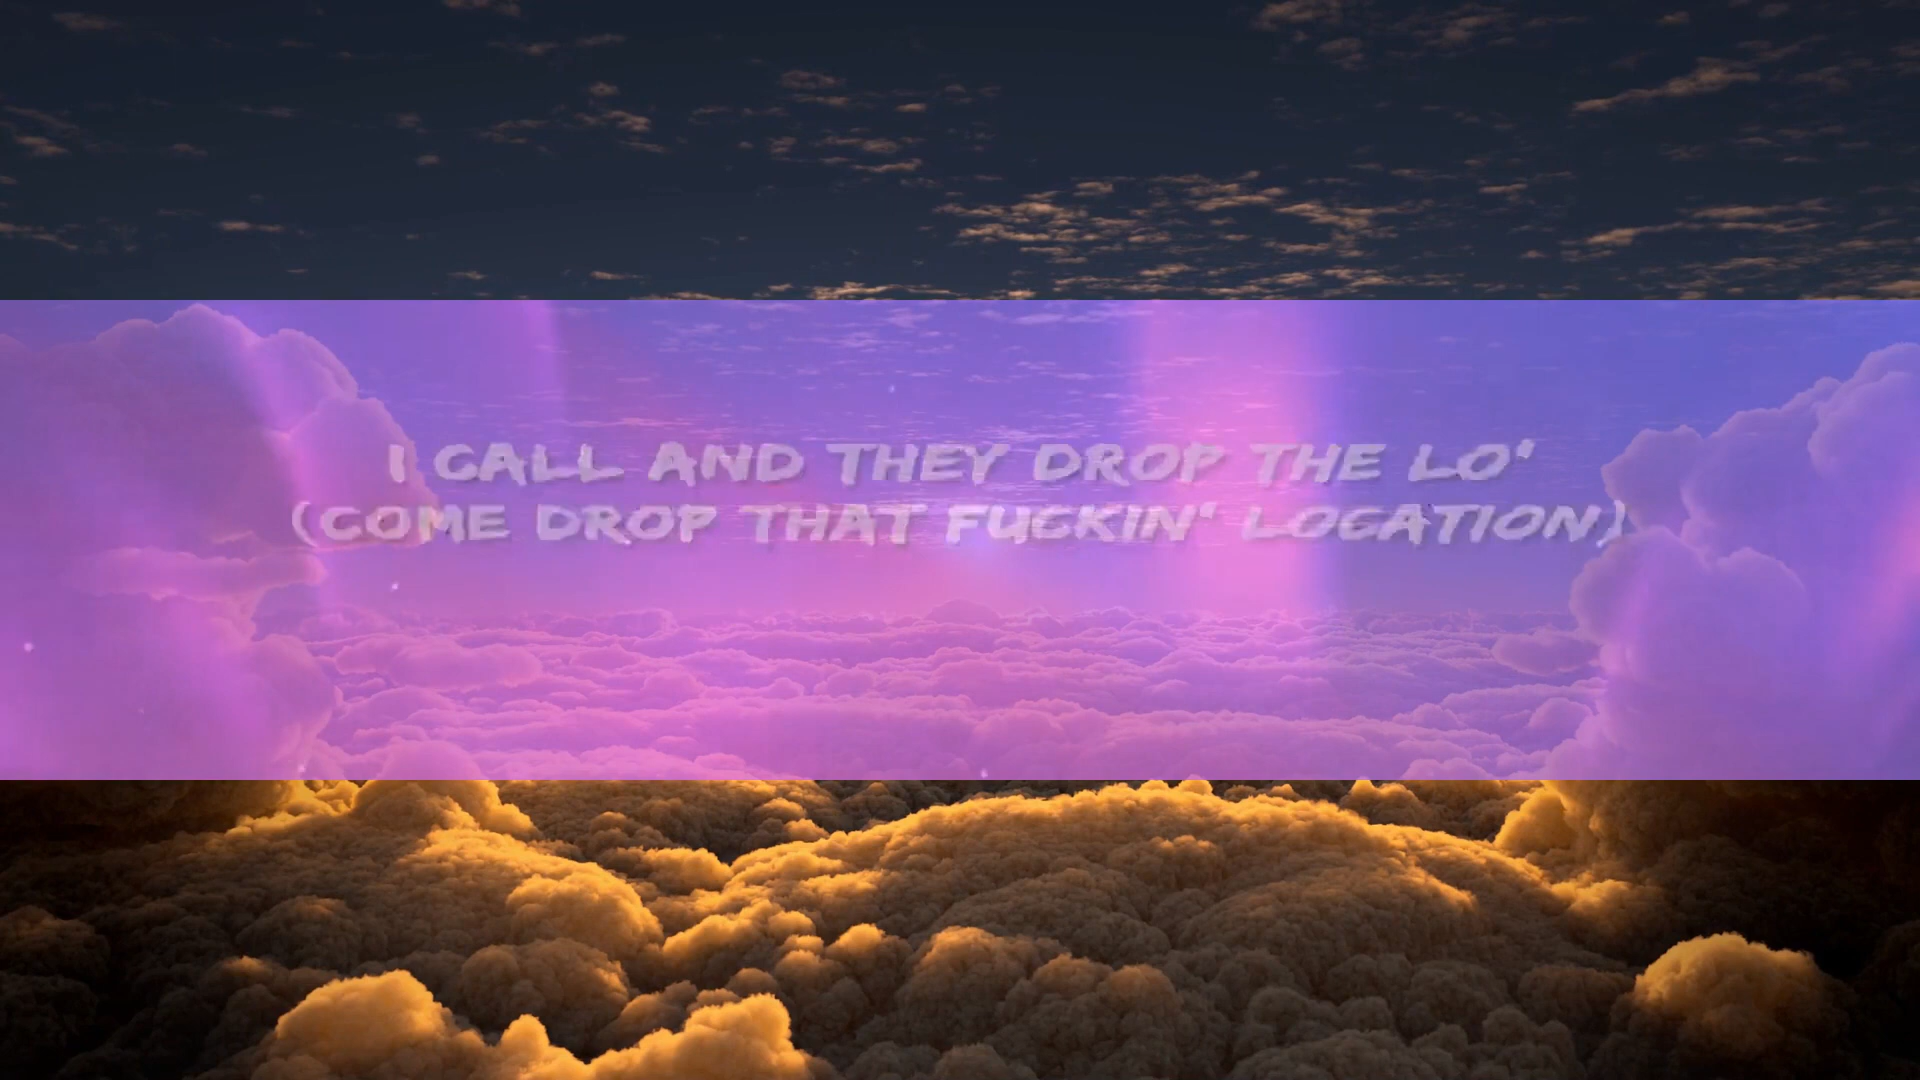 I CALL AND THEY DROP THE LO'
(COME DROP THAT FUCKIN' LOCATION)